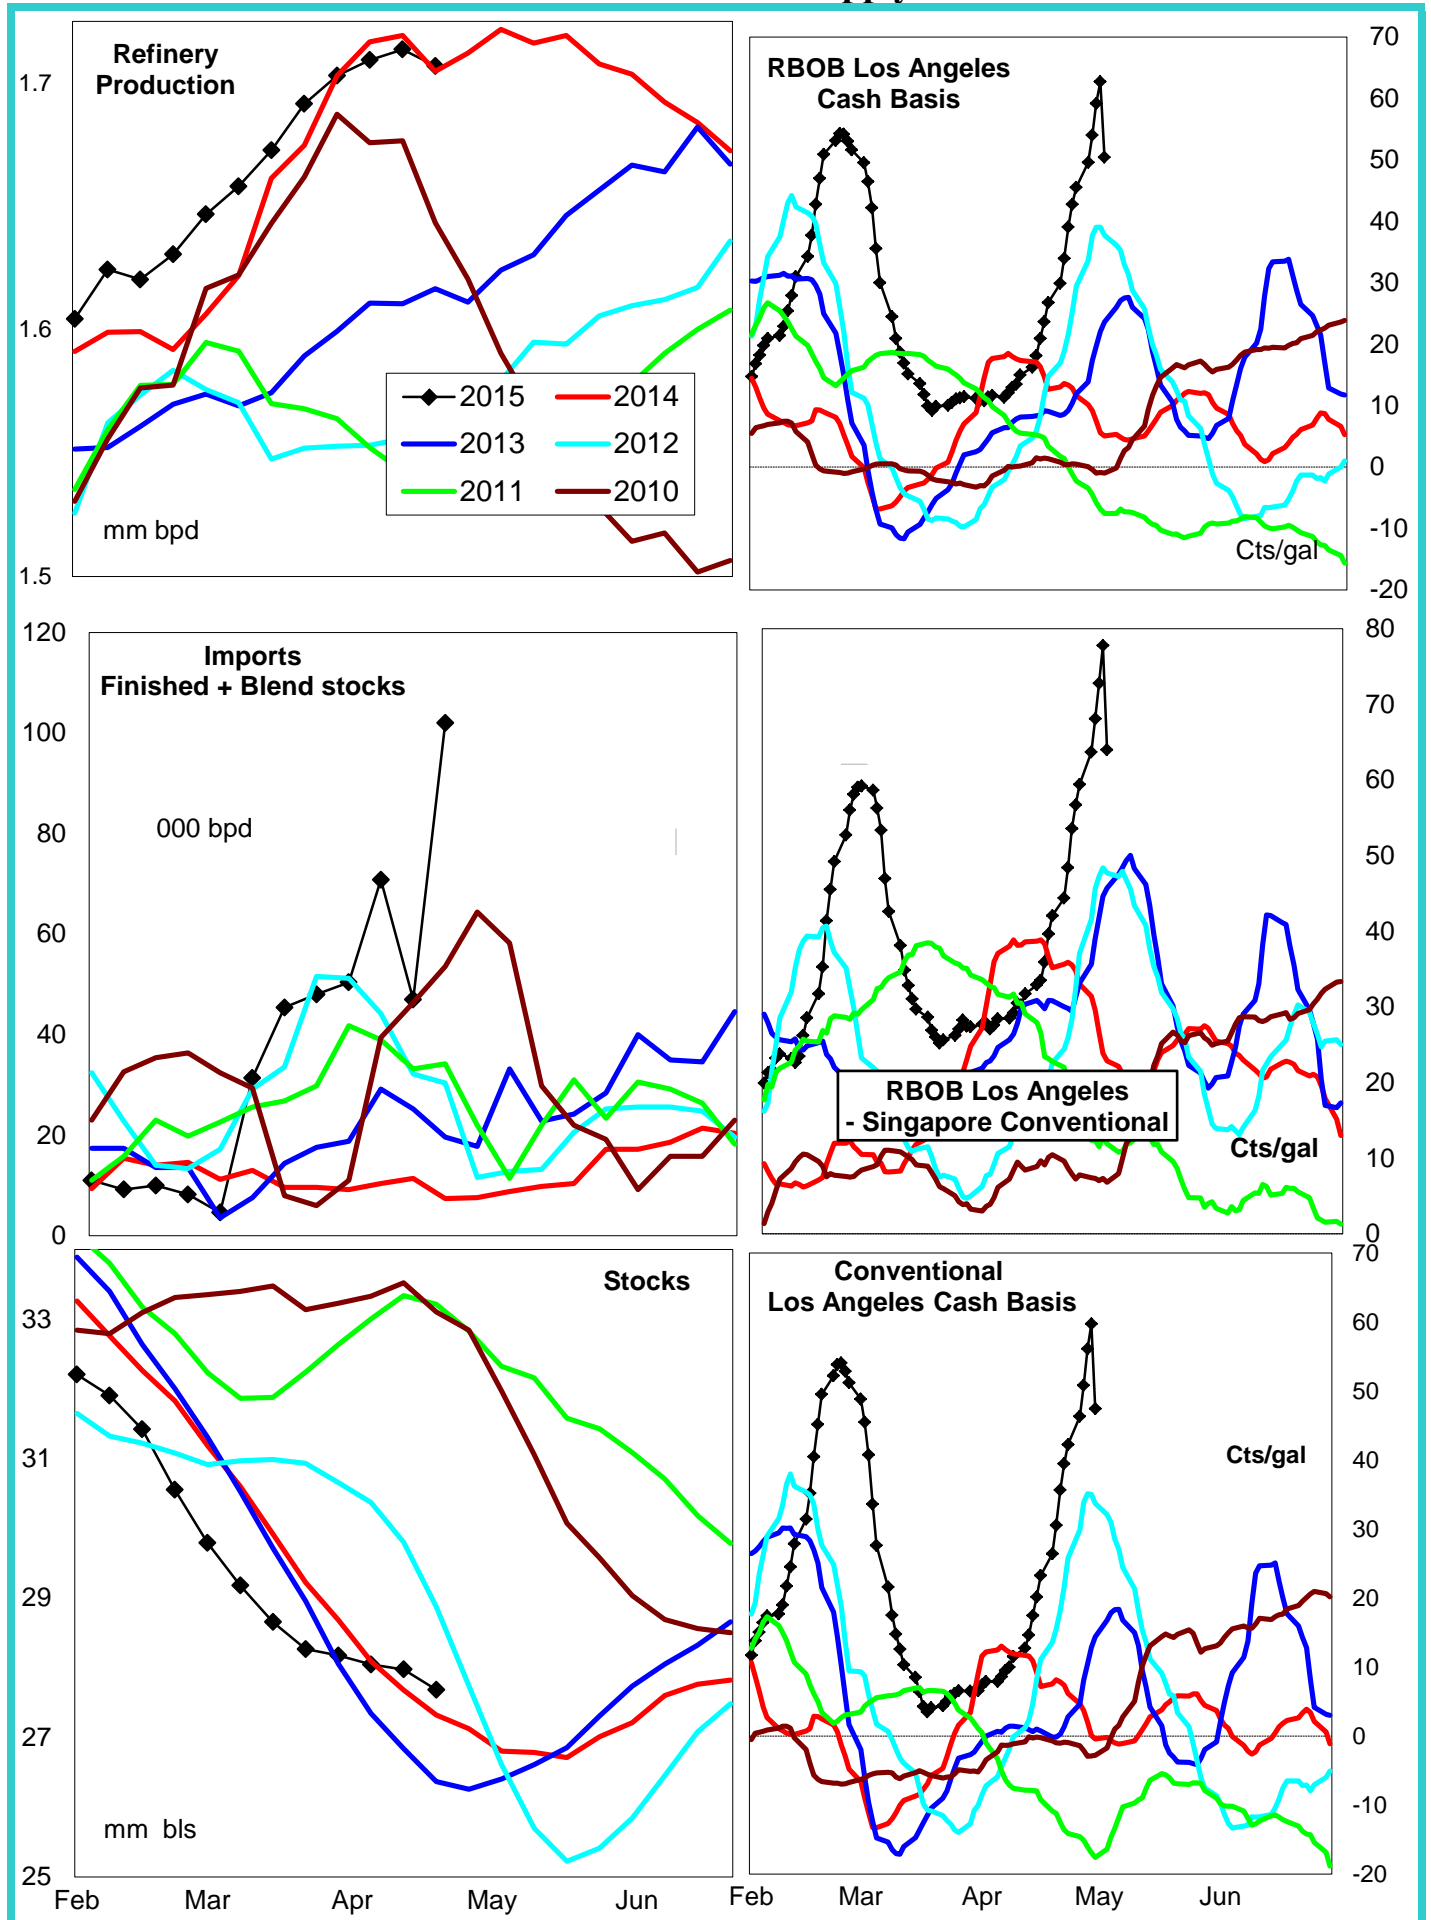 Refinery
Production
1.7
1.6
1.5
mm bpd
2015
2014
2013
2012
2011
2010
RBOB Los Angeles
Cash Basis
70
60
50
40
30
20
10
0
-10
-20
Cts/gal
Imports
Finished + Blend stocks
000 bpd
120
100
80
60
40
20
0
80
70
60
50
40
30
20
10
0
RBOB Los Angeles
- Singapore Conventional
Cts/gal
Stocks
33
31
29
27
25
mm bls
Feb
Mar
Apr
May
Jun
Conventional
Los Angeles Cash Basis
Cts/gal
70
60
50
40
30
20
10
0
-10
-20
Feb
Mar
Apr
May
Jun